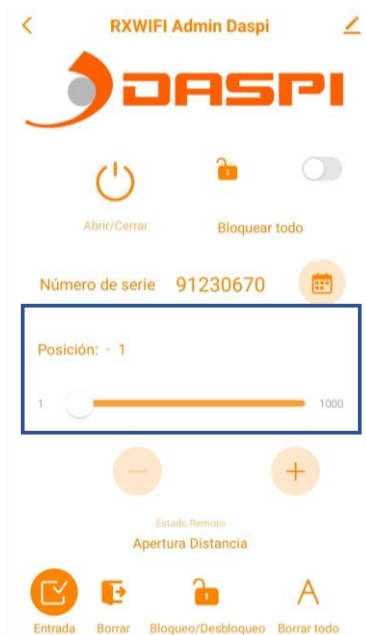 RXWIFI Admin Daspi
DASPI
Abrir/Cerrar
Bloquear todo
Número de serie 91230670
Posición: · 1
1 1000
Estado Remoto
Apertura Distancia
Entrada Borrar Bloqueo/Desbloqueo Borrar todo